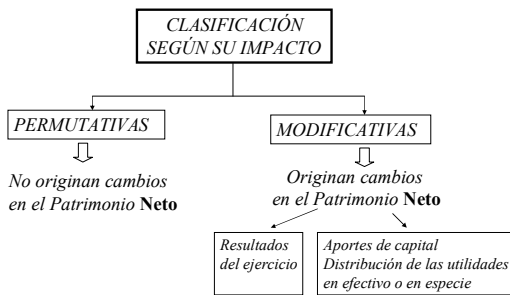 CLASIFICACIÓN
SEGÚN SU IMPACTO
PERMUTATIVAS
MODIFICATIVAS
No originan cambios
en el Patrimonio Neto
Originan cambios
en el Patrimonio Neto
Resultados
del ejercicio
Aportes de capital
Distribución de las utilidades
en efectivo o en especie